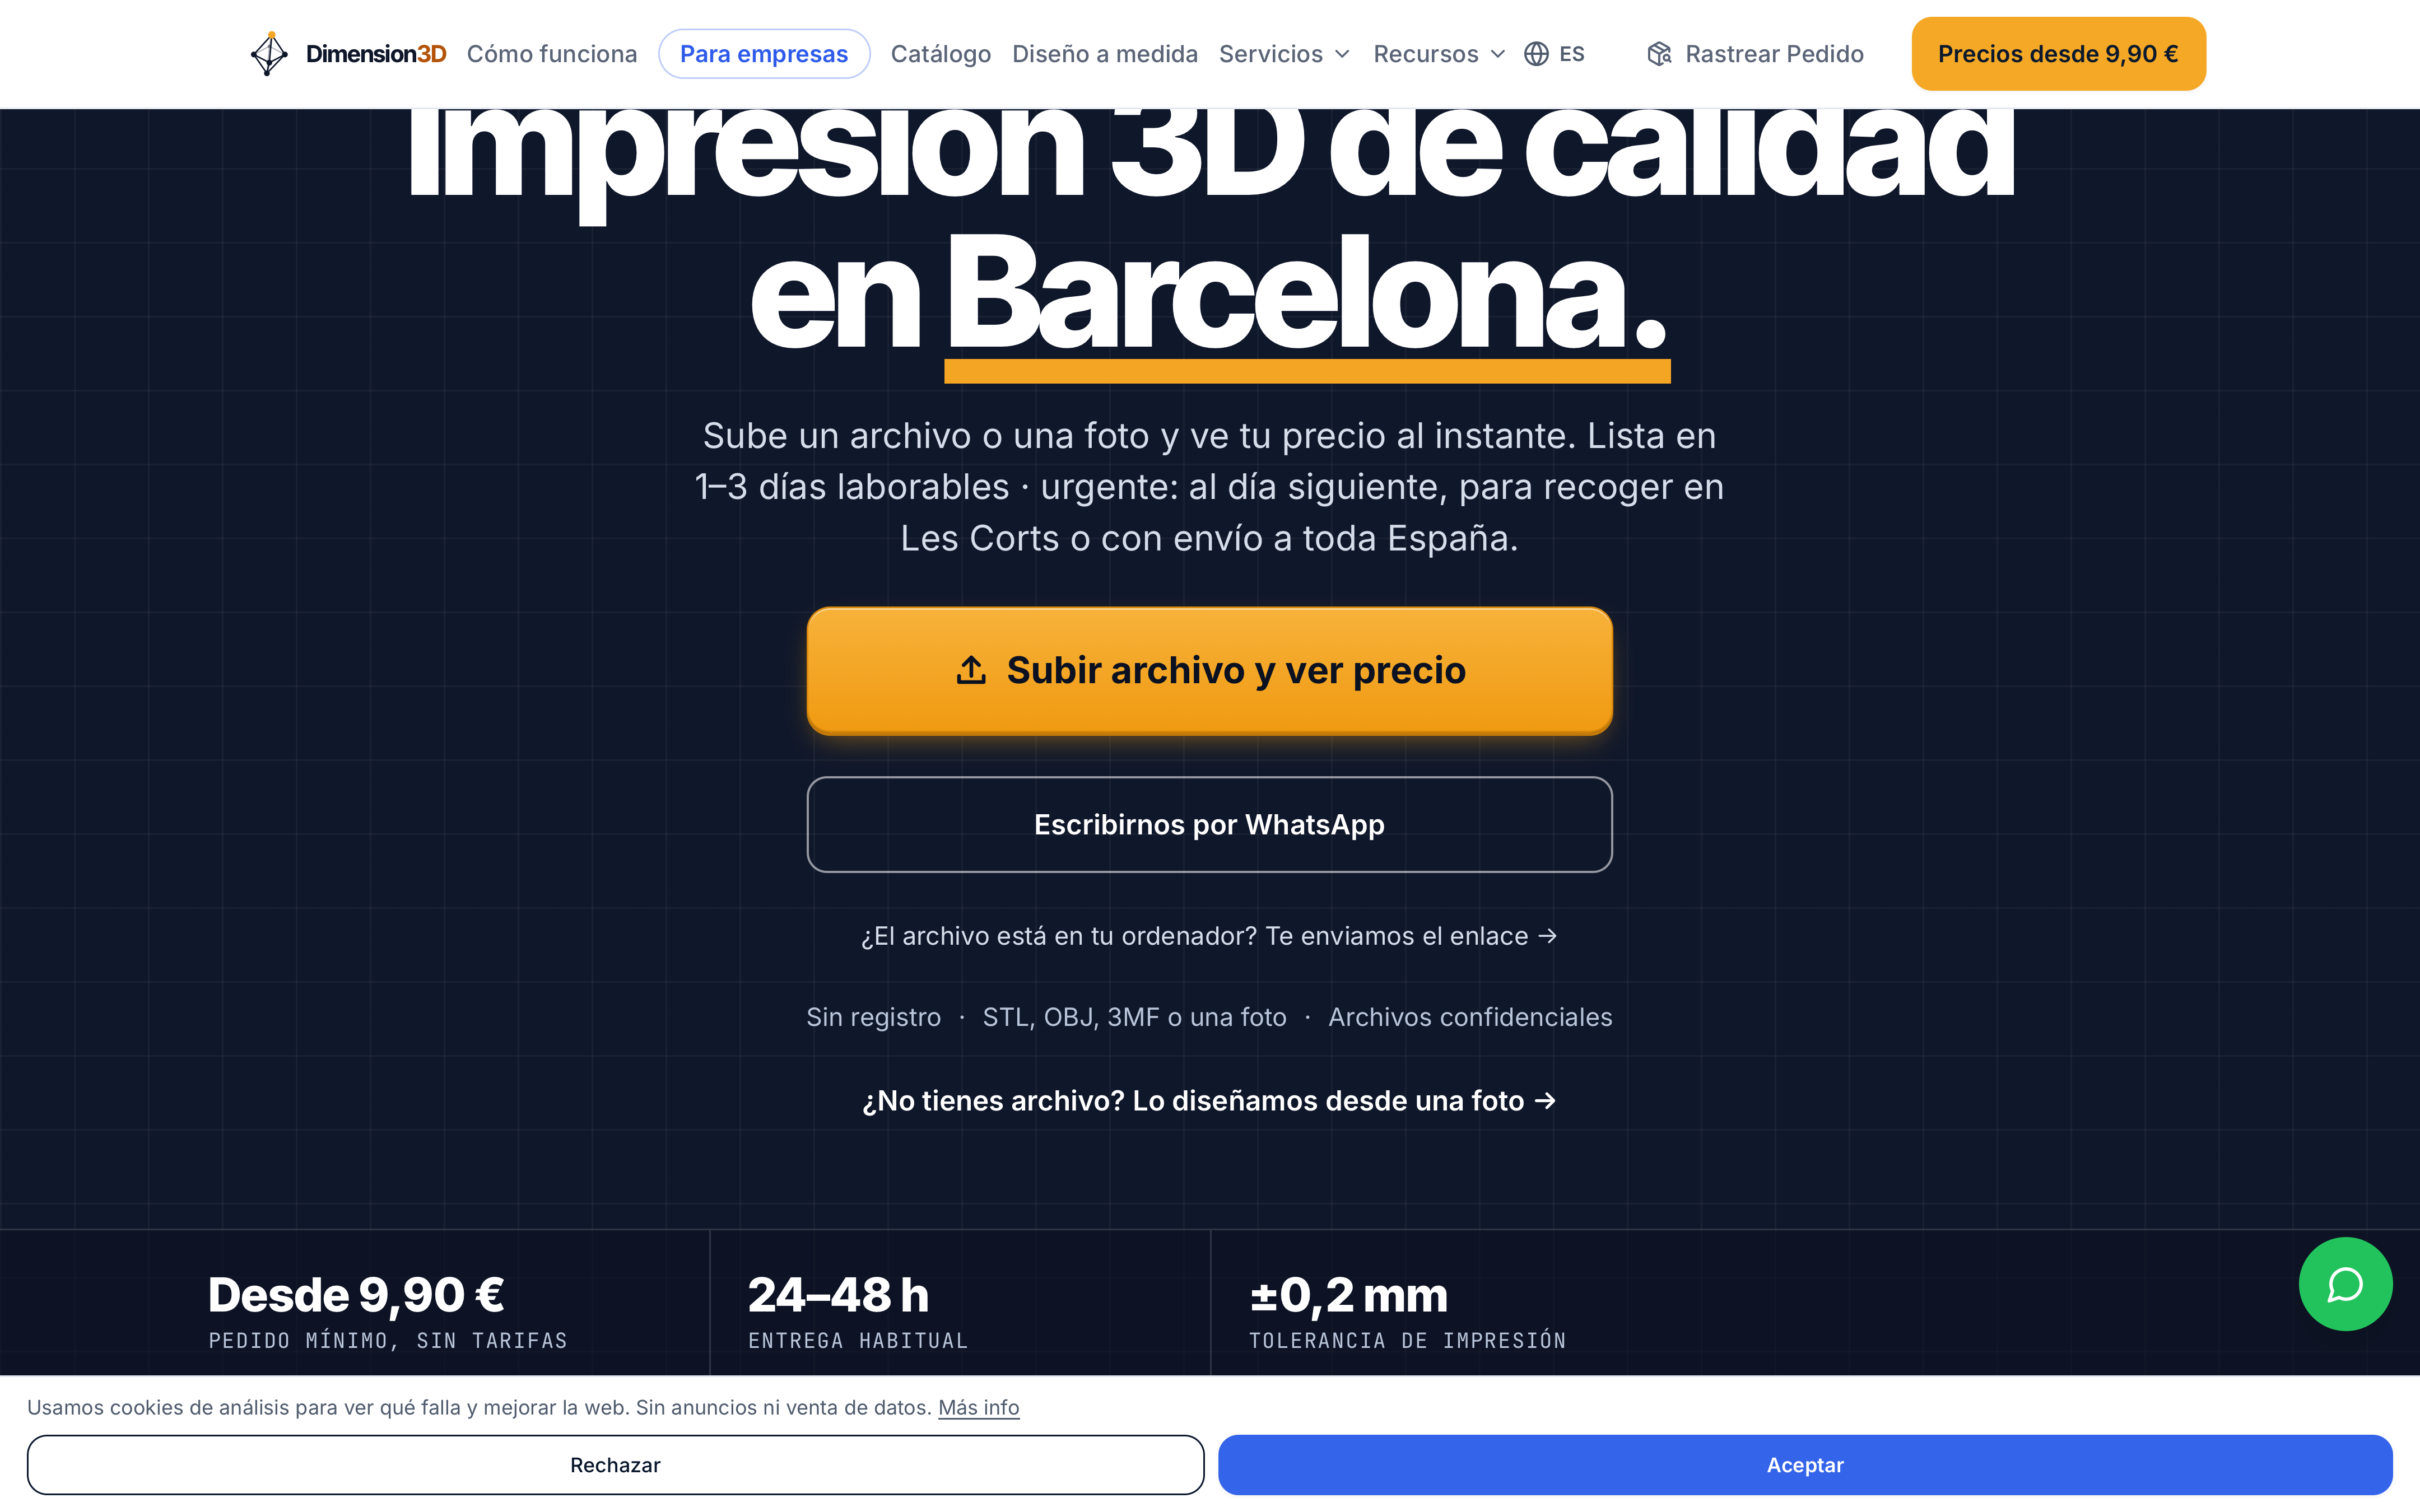 Dimension3D Cómo funciona Para empresas Catálogo Diseño a medida Servicios Recursos ES Rastrear Pedido Precios desde 9,90 €
Impresión 3D de calidad
en Barcelona.
Sube un archivo o una foto y ve tu precio al instante. Lista en
1–3 días laborables · urgente: al día siguiente, para recoger en
Les Corts o con envío a toda España.
Subir archivo y ver precio
Escribirnos por WhatsApp
¿El archivo está en tu ordenador? Te enviamos el enlace →
Sin registro · STL, OBJ, 3MF o una foto · Archivos confidenciales
¿No tienes archivo? Lo diseñamos desde una foto →
Desde 9,90 €
PEDIDO MÍNIMO, SIN TARIFAS
24–48 h
ENTREGA HABITUAL
±0,2 mm
TOLERANCIA DE IMPRESIÓN
Usamos cookies de análisis para ver qué falla y mejorar la web. Sin anuncios ni venta de datos. Más info
Rechazar
Aceptar